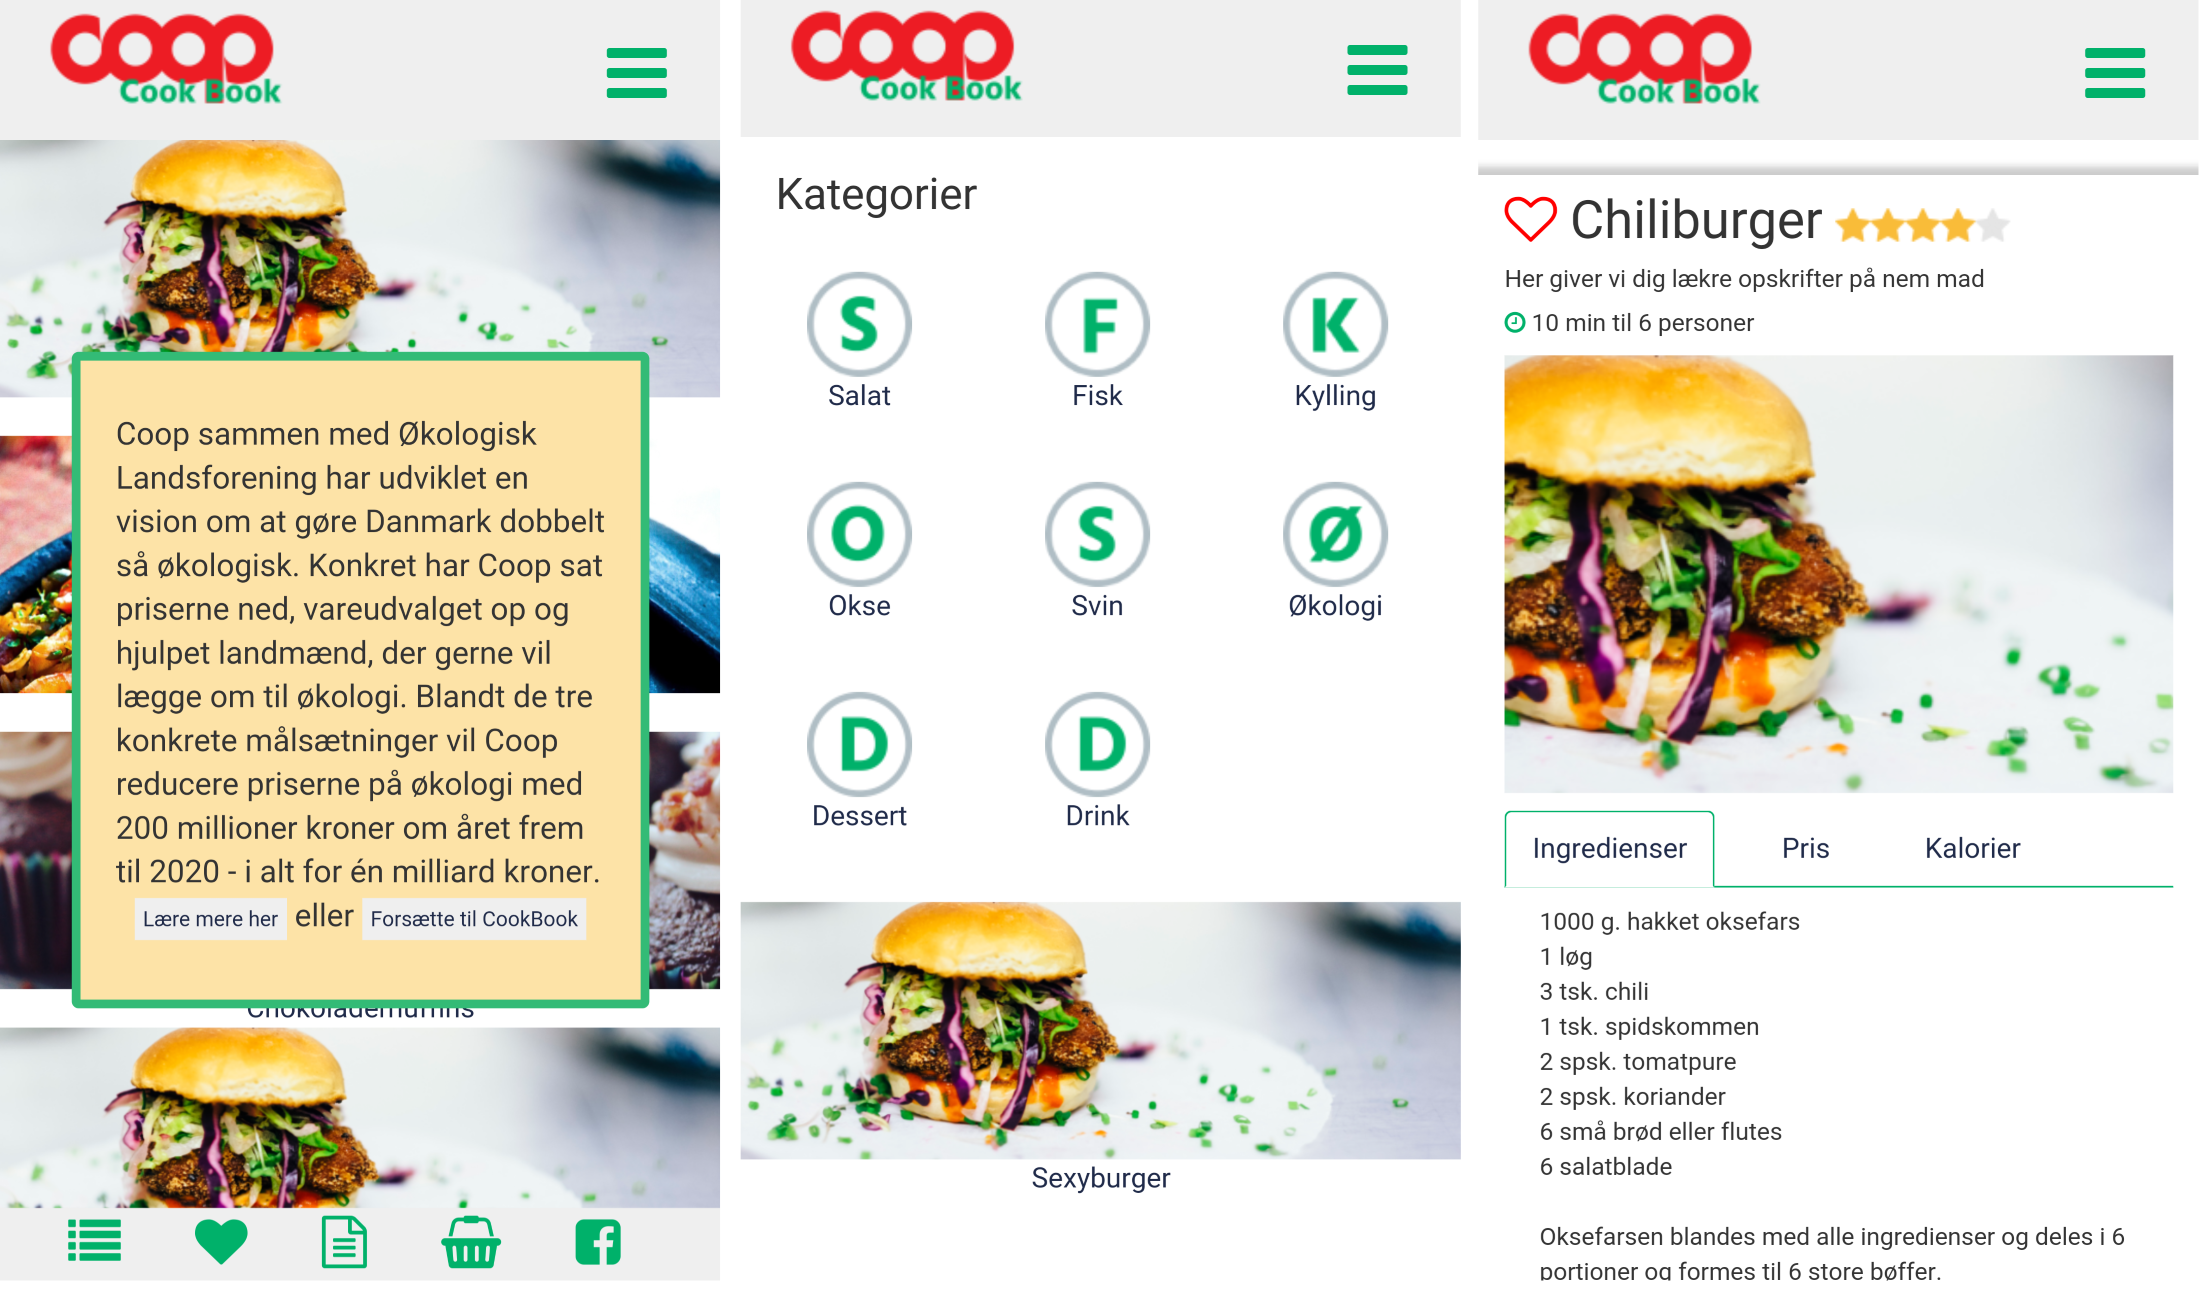 coop
Cook Book
Coop sammen med Økologisk
Landsforening har udviklet en
vision om at gøre Danmark dobbelt
så økologisk. Konkret har Coop sat
priserne ned, vareudvalget op og
hjulpet landmænd, der gerne vil
lægge om til økologi. Blandt de tre
konkrete målsætninger vil Coop
reducere priserne på økologi med
200 millioner kroner om året frem
til 2020 - i alt for én milliard kroner.
Lære mere her eller Forsætte til CookBook
Chokolademuffins
coop
Cook Book
Kategorier
S F K
Salat Fisk Kylling
O S Ø
Okse Svin Økologi
D D
Dessert Drink
Sexyburger
coop
Cook Book
Chiliburger
Her giver vi dig lækre opskrifter på nem mad
10 min til 6 personer
Ingredienser Pris Kalorier
1000 g. hakket oksefars
1 løg
3 tsk. chili
1 tsk. spidskommen
2 spsk. tomatpure
2 spsk. koriander
6 små brød eller flutes
6 salatblade
Oksefarsen blandes med alle ingredienser og deles i 6
portioner og formes til 6 store bøffer.